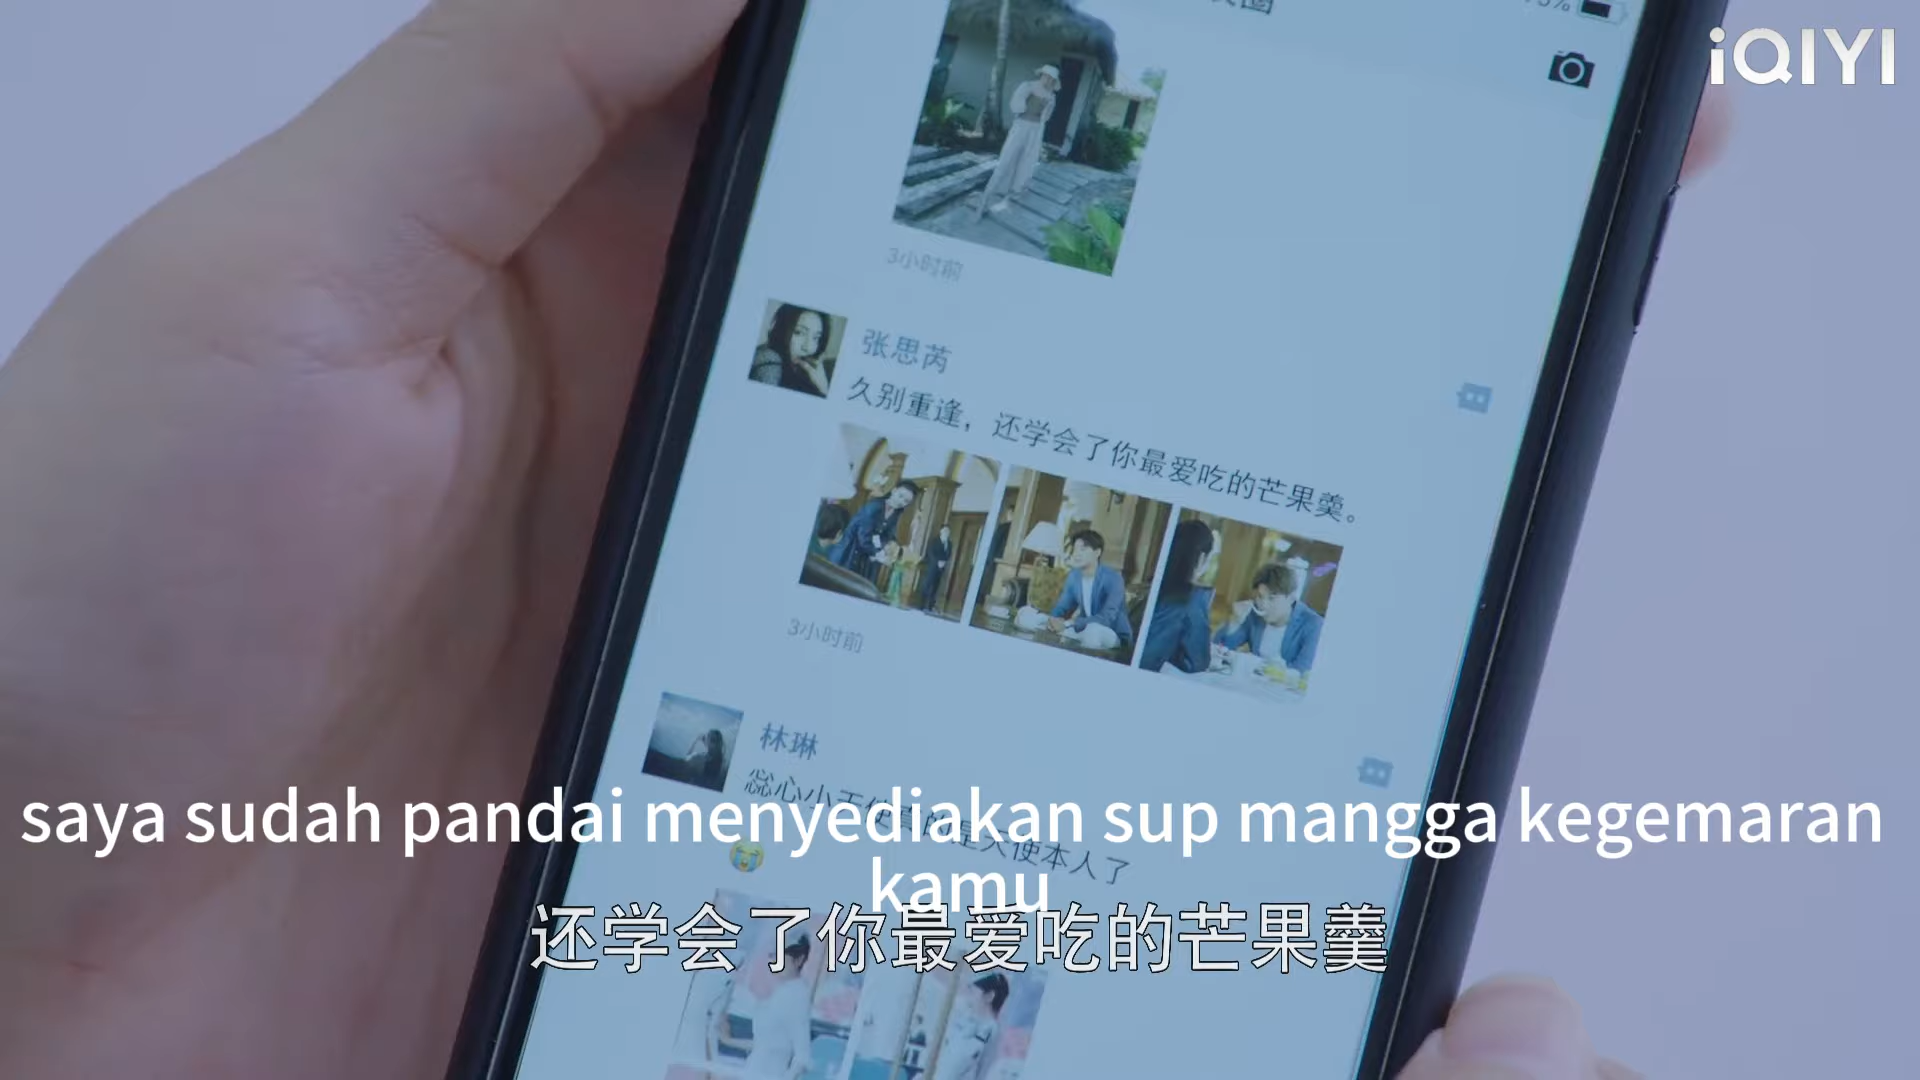 iQIYI
3小时前
张思芮
久别重逢，还学会了你最爱吃的芒果羹。
3小时前
林琳
saya sudah pandai menyediakan sup mangga kegemaran
kamu
还学会了你最爱吃的芒果羹